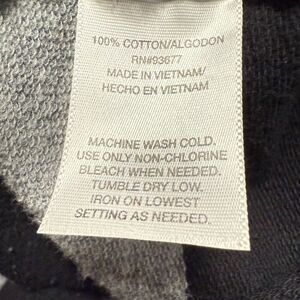 100% COTTON/ALGODON
RN#93677
MADE IN VIETNAM/
HECHO EN VIETNAM
MACHINE WASH COLD.
USE ONLY NON-CHLORINE
BLEACH WHEN NEEDED.
TUMBLE DRY LOW.
IRON ON LOWEST
SETTING AS NEEDED.